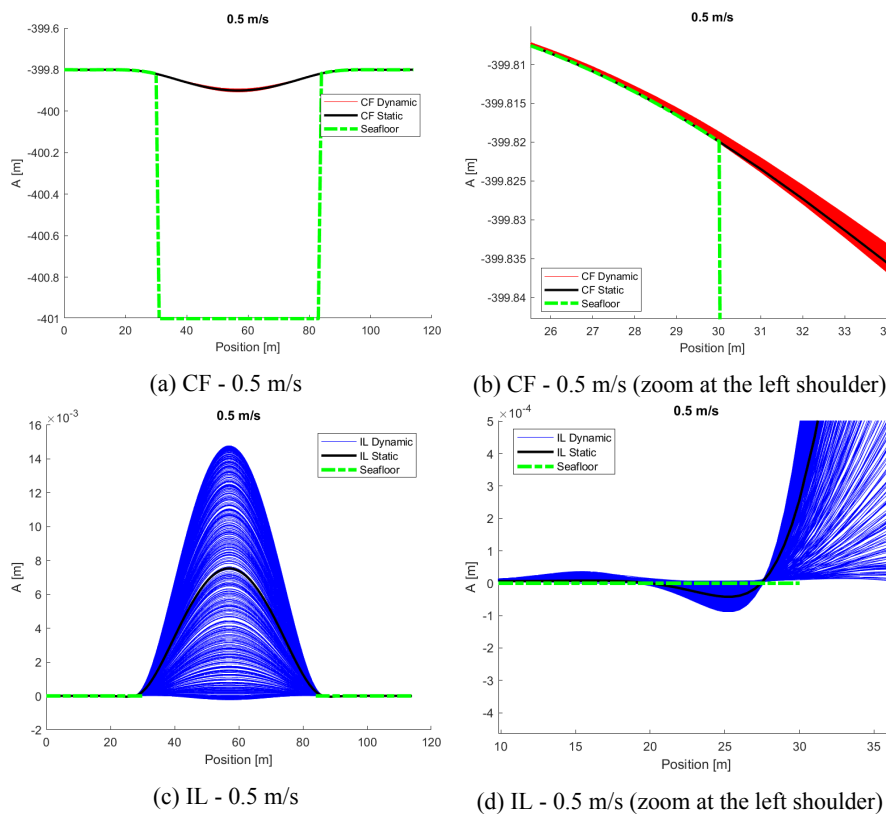 0.5 m/s
-399.6
-399.8
-400
-400.2
-400.4
-400.6
-400.8
-401
A [m]
CF Dynamic
CF Static
Seafloor
0 20 40 60 80 100 120
Position [m]
(a) CF - 0.5 m/s
0.5 m/s
-399.81
-399.815
-399.82
-399.825
-399.83
-399.835
-399.84
A [m]
CF Dynamic
CF Static
Seafloor
26 27 28 29 30 31 32 33
Position [m]
(b) CF - 0.5 m/s (zoom at the left shoulder)
×10-3
0.5 m/s
16
14
12
10
8
6
4
2
0
-2
A [m]
IL Dynamic
IL Static
Seafloor
0 20 40 60 80 100 120
Position [m]
(c) IL - 0.5 m/s
×10-4
0.5 m/s
5
4
3
2
1
0
-1
-2
-3
-4
A [m]
IL Dynamic
IL Static
Seafloor
10 15 20 25 30 35
Position [m]
(d) IL - 0.5 m/s (zoom at the left shoulder)